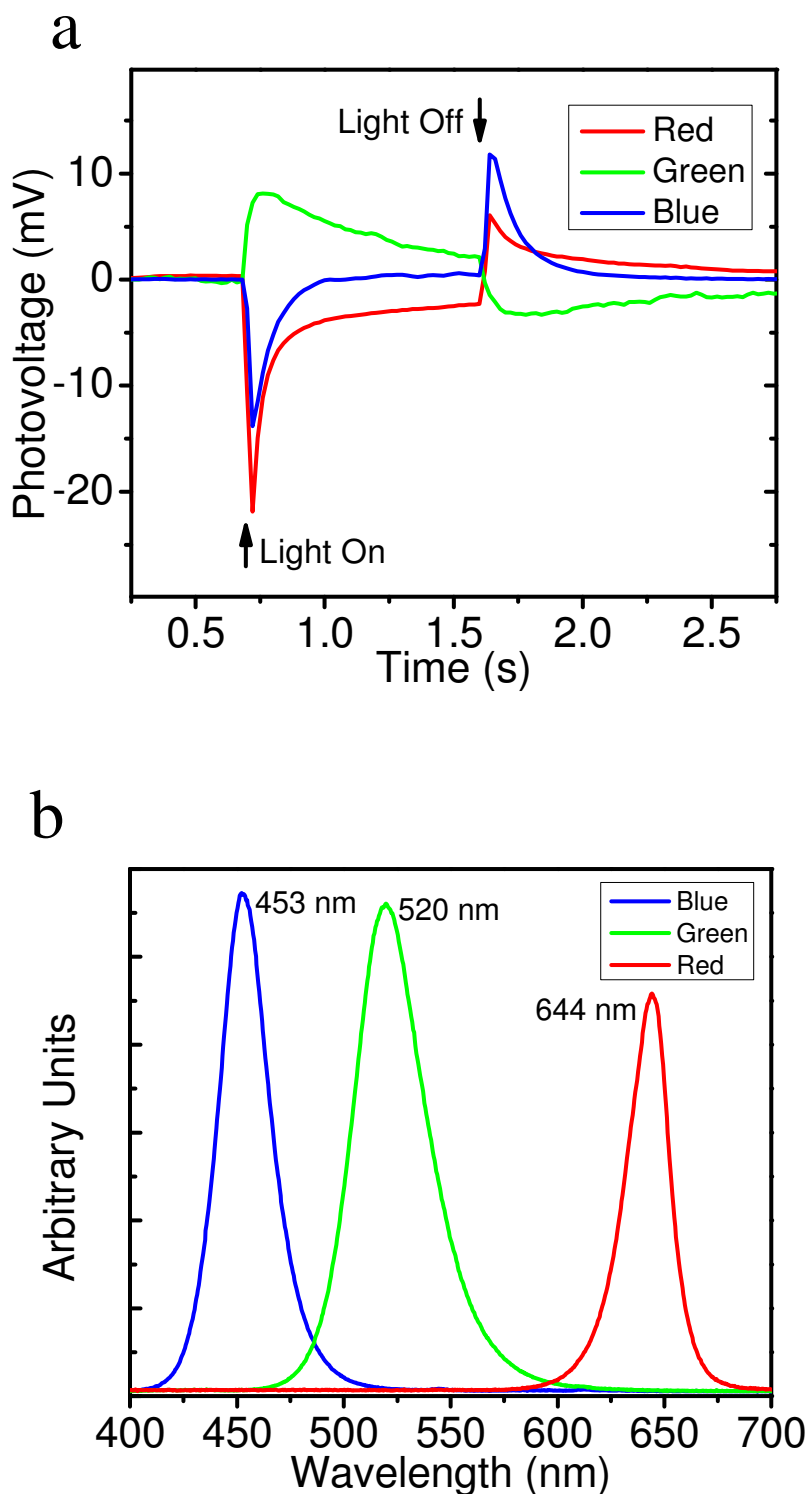 a
Light Off
Red
Green
Blue
10
0
-10
-20
Photovoltage (mV)
Light On
0.5 1.0 1.5 2.0 2.5
Time (s)
b
453 nm
520 nm
644 nm
Blue
Green
Red
Arbitrary Units
400 450 500 550 600 650 700
Wavelength (nm)